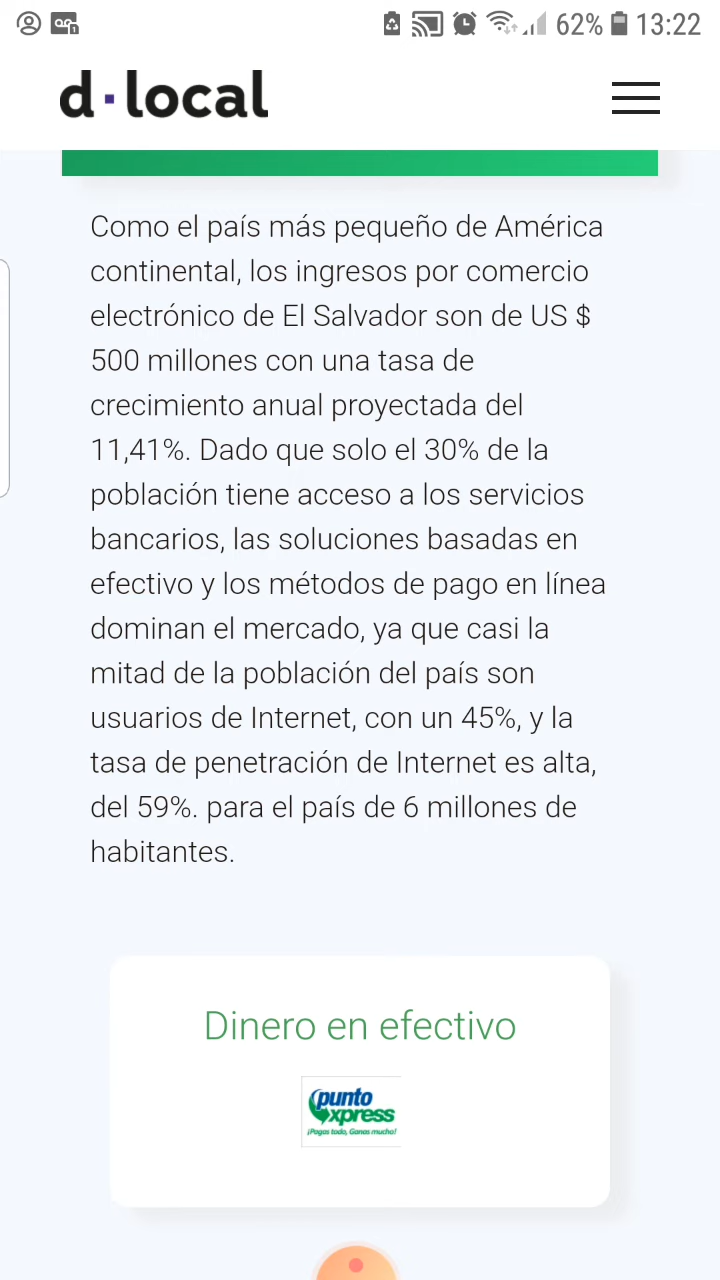 62% 13:22
d·local
Como el país más pequeño de América
continental, los ingresos por comercio
electrónico de El Salvador son de US $
500 millones con una tasa de
crecimiento anual proyectada del
11,41%. Dado que solo el 30% de la
población tiene acceso a los servicios
bancarios, las soluciones basadas en
efectivo y los métodos de pago en línea
dominan el mercado, ya que casi la
mitad de la población del país son
usuarios de Internet, con un 45%, y la
tasa de penetración de Internet es alta,
del 59%. para el país de 6 millones de
habitantes.
Dinero en efectivo
punto
xpress
¡Pagas todo, Ganas mucho!